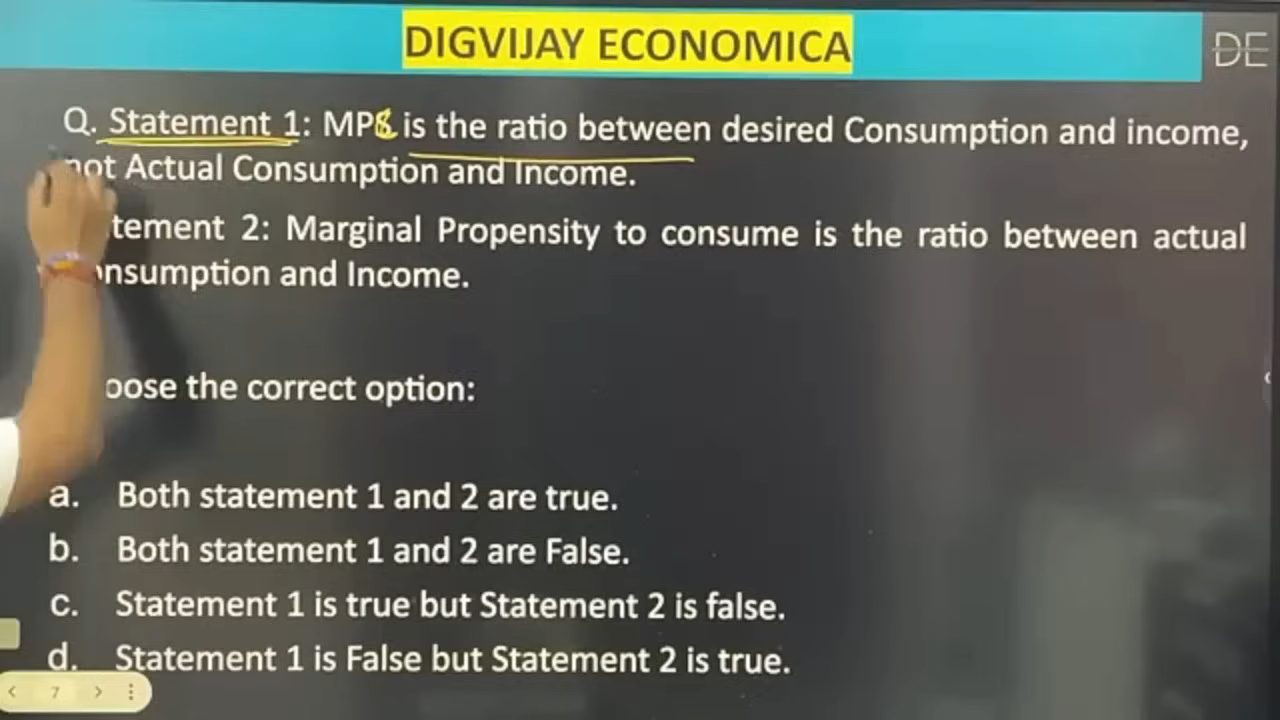 DIGVIJAY ECONOMICA
DE
Q. Statement 1: MPC is the ratio between desired Consumption and income,
not Actual Consumption and Income.
tement 2: Marginal Propensity to consume is the ratio between actual
onsumption and Income.
oose the correct option:
a. Both statement 1 and 2 are true.
b. Both statement 1 and 2 are False.
c. Statement 1 is true but Statement 2 is false.
d. Statement 1 is False but Statement 2 is true.
7